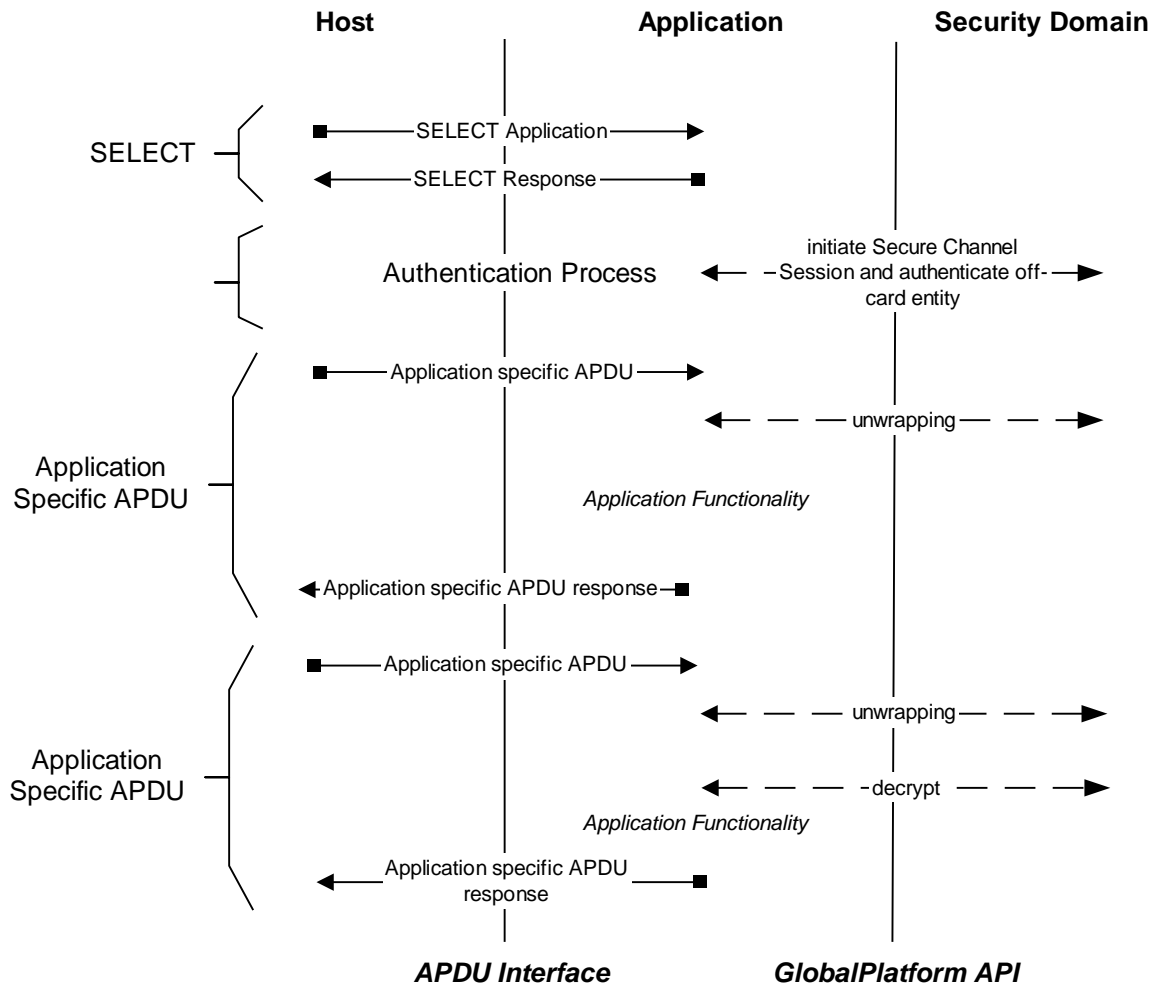 Host
Application
Security Domain
SELECT
SELECT Application
SELECT Response
Authentication Process
initiate Secure Channel
Session and authenticate off-
card entity
Application
Specific APDU
Application specific APDU
unwrapping
Application Functionality
Application specific APDU response
Application
Specific APDU
Application specific APDU
unwrapping
decrypt
Application Functionality
Application specific APDU
response
APDU Interface
GlobalPlatform API